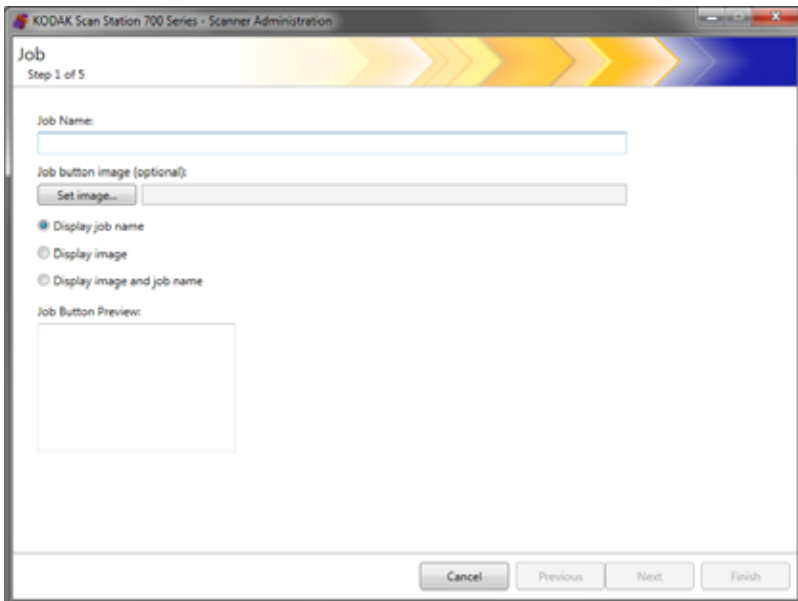 KODAK Scan Station 700 Series - Scanner Administration
Job
Step 1 of 5
Job Name:
Job button image (optional):
Set image...
Display job name
Display image
Display image and job name
Job Button Preview:
Cancel Previous Next Finish